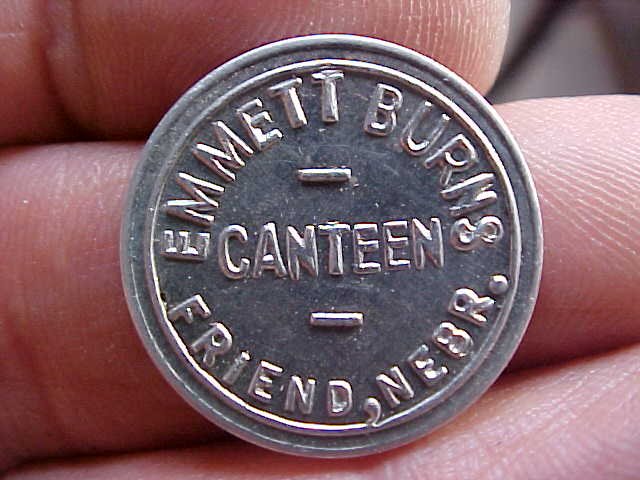 EMMETT BURNS
CANTEEN
FRIEND, NEBR.